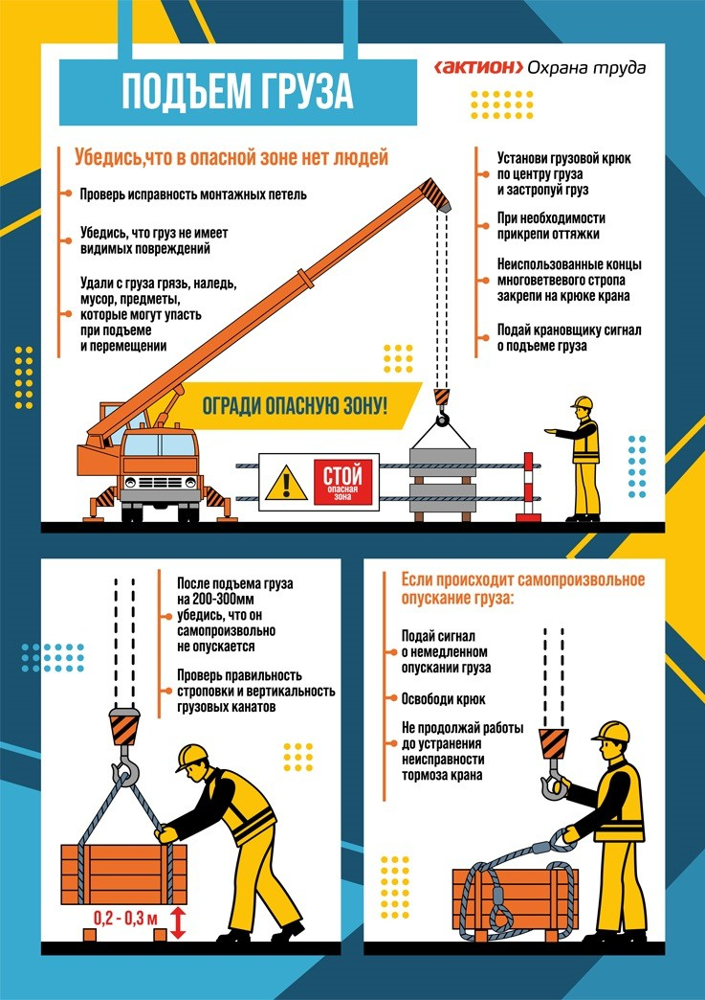 ПОДЪЕМ ГРУЗА
‹АКТИОН› Охрана труда
Убедись,что в опасной зоне нет людей
Проверь исправность монтажных петель
Убедись, что груз не имеет
видимых повреждений
Удали с груза грязь, наледь,
мусор, предметы,
которые могут упасть
при подъеме
и перемещении
Установи грузовой крюк
по центру груза
и застропуй груз
При необходимости
прикрепи оттяжки
Неиспользованные концы
многоветвевого стропа
закрепи на крюке крана
Подай крановщику сигнал
о подъеме груза
ОГРАДИ ОПАСНУЮ ЗОНУ!
!
СТОЙ
опасная
зона
После подъема груза
на 200-300мм
убедись, что он
самопроизвольно
не опускается
Проверь правильность
строповки и вертикальность
грузовых канатов
0,2 - 0,3 м
Если происходит самопроизвольное
опускание груза:
Подай сигнал
о немедленном
опускании груза
Освободи крюк
Не продолжай работы
до устранения
неисправности
тормоза крана